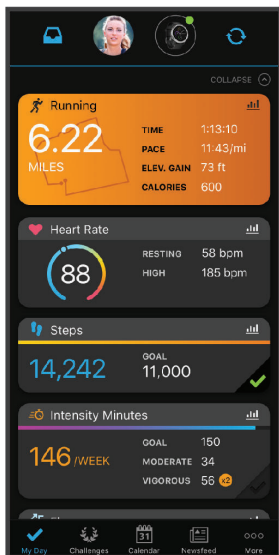 COLLAPSE
Running
6.22
MILES
TIME 1:13:10
PACE 11:43/mi
ELEV. GAIN 73 ft
CALORIES 600
Heart Rate
88
RESTING 58 bpm
HIGH 185 bpm
Steps
14,242
GOAL
11,000
Intensity Minutes
146 /WEEK
GOAL 150
MODERATE 34
VIGOROUS 56 x2
My Day
Challenges
31
Calendar
Newsfeed
More